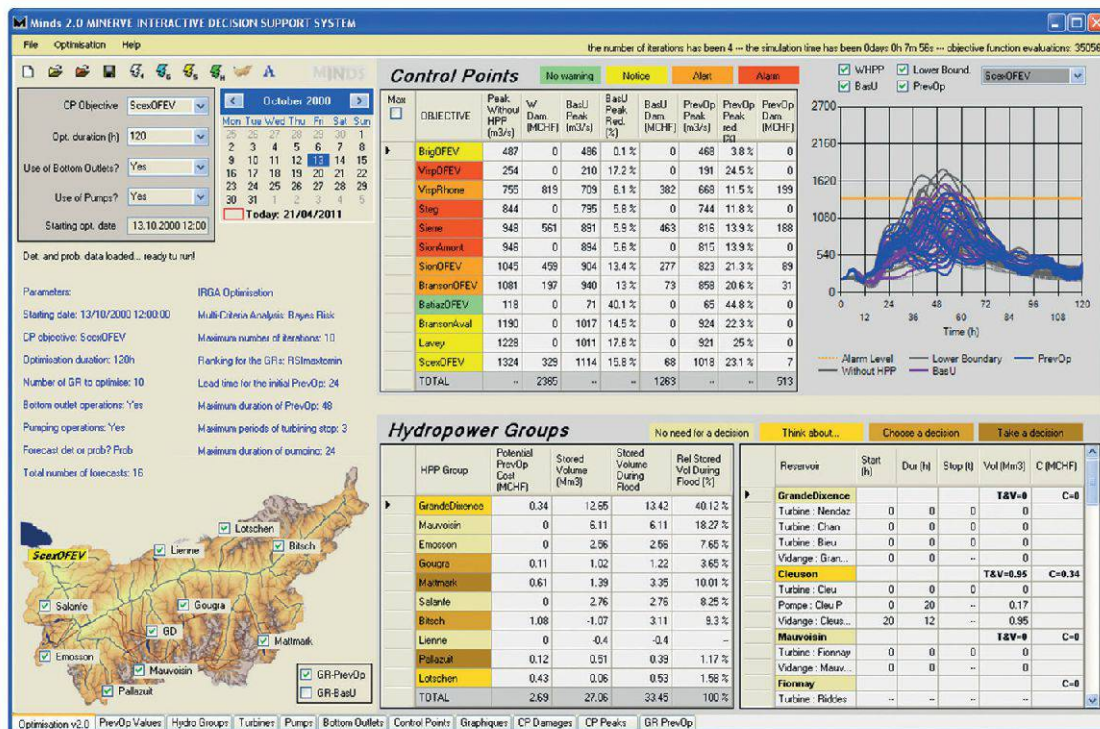 Minds 2.0 MINERVE INTERACTIVE DECISION SUPPORT SYSTEM
File Optimisation Help
the number of iterations has been 4 --- the simulation time has been 0days 0h 7m 56s --- objective function evaluations: 35056
MINDS
CP Objective ScexOFEV
Opt. duration (h) 120
Use of Bottom Outlets? Yes
Use of Pumps? Yes
Starting opt. date 13.10.2000 12:00
October 2000
Mon Tue Wed Thu Fri Sat Sun
25 26 27 28 29 30 1
2 3 4 5 6 7 8
9 10 11 12 13 14 15
16 17 18 19 20 21 22
23 24 25 26 27 28 29
30 31 1 2 3 4 5
Today: 21/04/2011
Det. and prob. data loaded... ready to run!
Parameters:
Starting date: 13/10/2000 12:00:00
CP objective: ScexOFEV
Optimisation duration: 120h
Number of GR to optimise: 10
Bottom outlet operations: Yes
Pumping operations: Yes
Forecast det or prob? Prob
Total number of forecasts: 16
IRGA Optimisation
Multi-Criteria Analysis: Bayes Risk
Maximum number of iterations: 10
Ranking for the GRs: RSImaxtomin
Lead time for the initial PrevOp: 24
Maximum duration of PrevOp: 48
Maximum periods of turbining stop: 3
Maximum duration of pumping: 24
ScexOFEV
Lotschen
Lienne
Bitsch
Salanfe
Gougra
GD
Mattmark
Emosson
Mauvoisin
Pallazuit
GR-PrevOp
GR-BasU
Control Points
No warning Notice Alert Alarm
Max
OBJECTIVE Peak Without HPP (m3/s) W Dam. (MCHF) BasU Peak (m3/s) BasU Peak Red. (%) BasU Dam. (MCHF) PrevOp Peak (m3/s) PrevOp Peak red. (%) PrevOp Dam. (MCHF)
BrigOFEV 487 0 486 0.1 % 0 468 3.8 % 0
VispOFEV 254 0 210 17.2 % 0 191 24.5 % 0
VispRhone 755 819 709 6.1 % 382 668 11.5 % 199
Steg 844 0 795 5.8 % 0 744 11.8 % 0
Sierre 948 561 891 5.9 % 463 816 13.9 % 188
SionAmont 946 0 894 5.6 % 0 815 13.9% 0
SionOFEV 1045 459 904 13.4 % 277 823 21.3 % 89
BransonOFEV 1081 197 940 13 % 73 858 20.6 % 31
BatiazOFEV 118 0 71 40.1 % 0 65 44.8 % 0
BransonAval 1190 0 1017 14.5 % 0 924 22.3 % 0
Lavey 1228 0 1011 17.6 % 0 921 25 % 0
ScexOFEV 1324 329 1114 15.8 % 68 1018 23.1 % 7
TOTAL -- 2365 -- -- 1263 -- -- 513
WHPP Lower Bound.
BasU PrevOp
ScexOFEV
2700
2160
1620
1080
540
0
0 24 48 72 96 120
12 36 60 84 108
Time (h)
Alarm Level Lower Boundary PrevOp
Without HPP BasU
Hydropower Groups
No need for a decision Think about... Choose a decision Take a decision
HPP Group Potential PrevOp Cost (MCHF) Stored Volume (Mm3) Stored Volume During Flood Rel Stored Vol During Flood [%]
GrandeDixence 0.34 12.65 13.42 40.12 %
Mauvoisin 0 6.11 6.11 18.27 %
Emosson 0 2.56 2.56 7.65 %
Gougra 0.11 1.02 1.22 3.65 %
Mattmark 0.61 1.39 3.35 10.01 %
Salanfe 0 2.76 2.76 8.25 %
Bitsch 1.08 -1.07 3.11 9.3 %
Lienne 0 -0.4 -0.4 --
Pallazuit 0.12 0.51 0.39 1.17 %
Lotschen 0.43 0.06 0.53 1.58 %
TOTAL 2.69 27.06 33.45 100 %
Reservoir Start (h) Dur (h) Stop (t) Vol (Mm3) C (MCHF)
GrandeDixence T&V=0 C=0
Turbine : Nendaz 0 0 0 0
Turbine : Chan 0 0 0 0
Turbine : Bieu 0 0 0 0
Vidange : Gran... 0 0 -- 0
Cleuson T&V=0.95 C=0.34
Turbine : Cleu 0 0 0 0
Pompe : Cleu P 0 20 -- 0.17
Vidange : Cleus... 20 12 -- 0.95
Mauvoisin T&V=0 C=0
Turbine : Fionnay 0 0 0 0
Vidange : Mauv... 0 0 -- 0
Fionnay C=0
Turbine : Riddes -- -- -- --
Optimisation v2.0 PrevOp Values Hydro Groups Turbines Pumps Bottom Outlets Control Points Graphiques CP Damages CP Peaks GR PrevOp